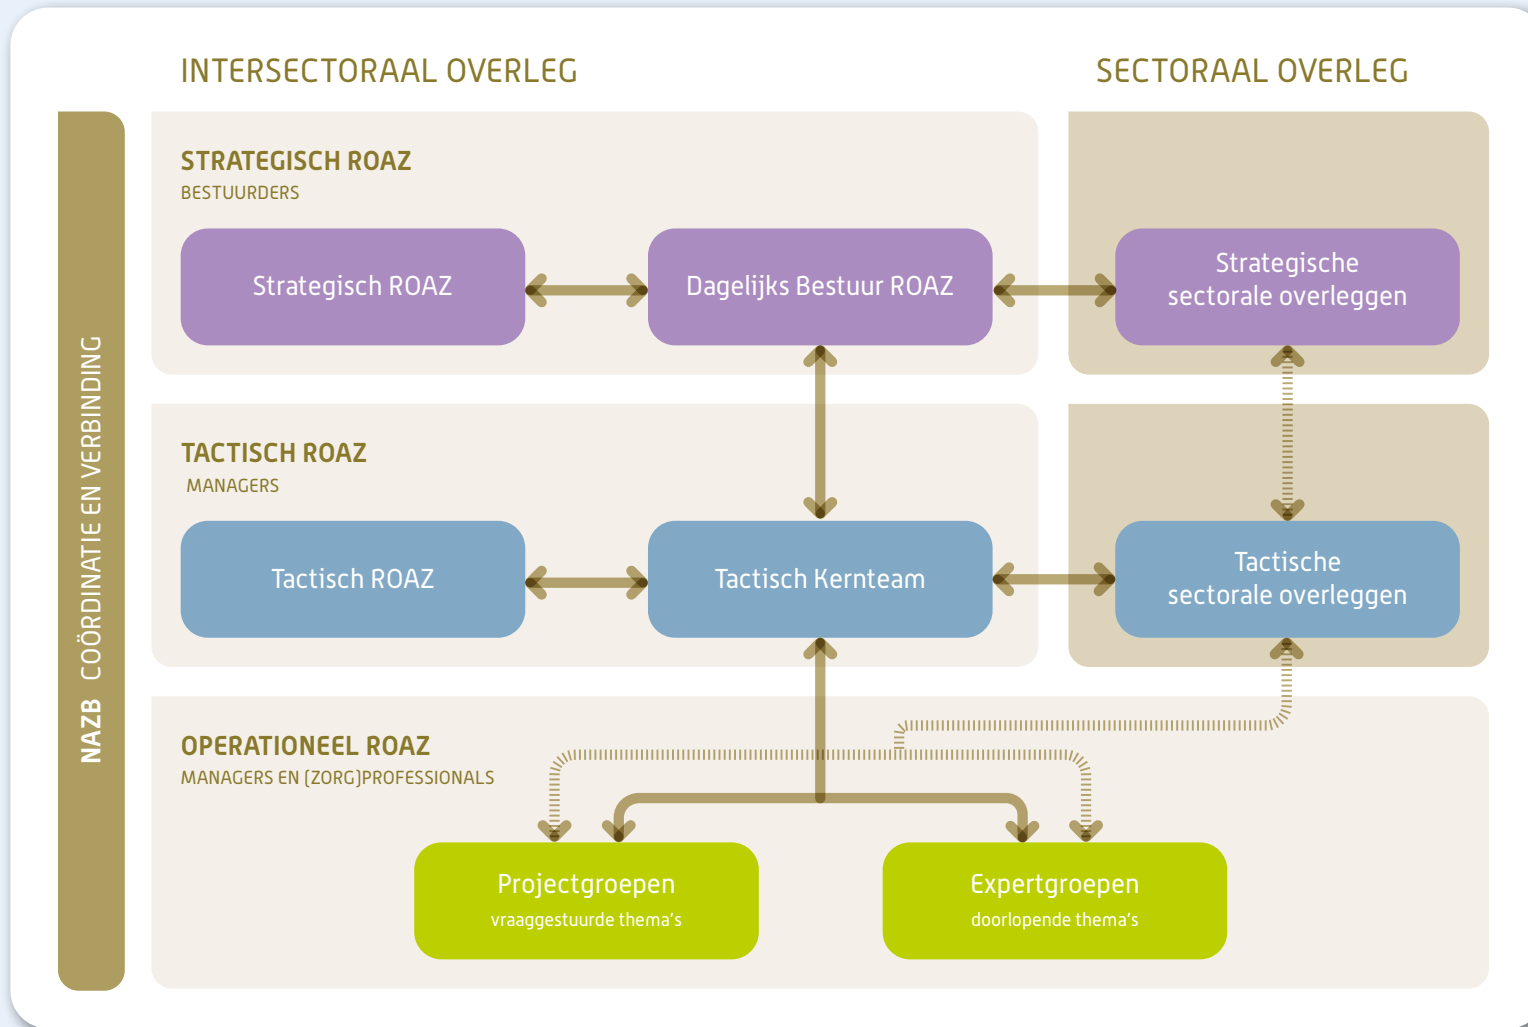 INTERSECTORAAL OVERLEG
SECTORAAL OVERLEG
NAZB COÖRDINATIE EN VERBINDING
STRATEGISCH ROAZ
BESTUURDERS
Strategisch ROAZ
Dagelijks Bestuur ROAZ
Strategische
sectorale overleggen
TACTISCH ROAZ
MANAGERS
Tactisch ROAZ
Tactisch Kernteam
Tactische
sectorale overleggen
OPERATIONEEL ROAZ
MANAGERS EN (ZORG)PROFESSIONALS
Projectgroepen
vraaggestuurde thema's
Expertgroepen
doorlopende thema's